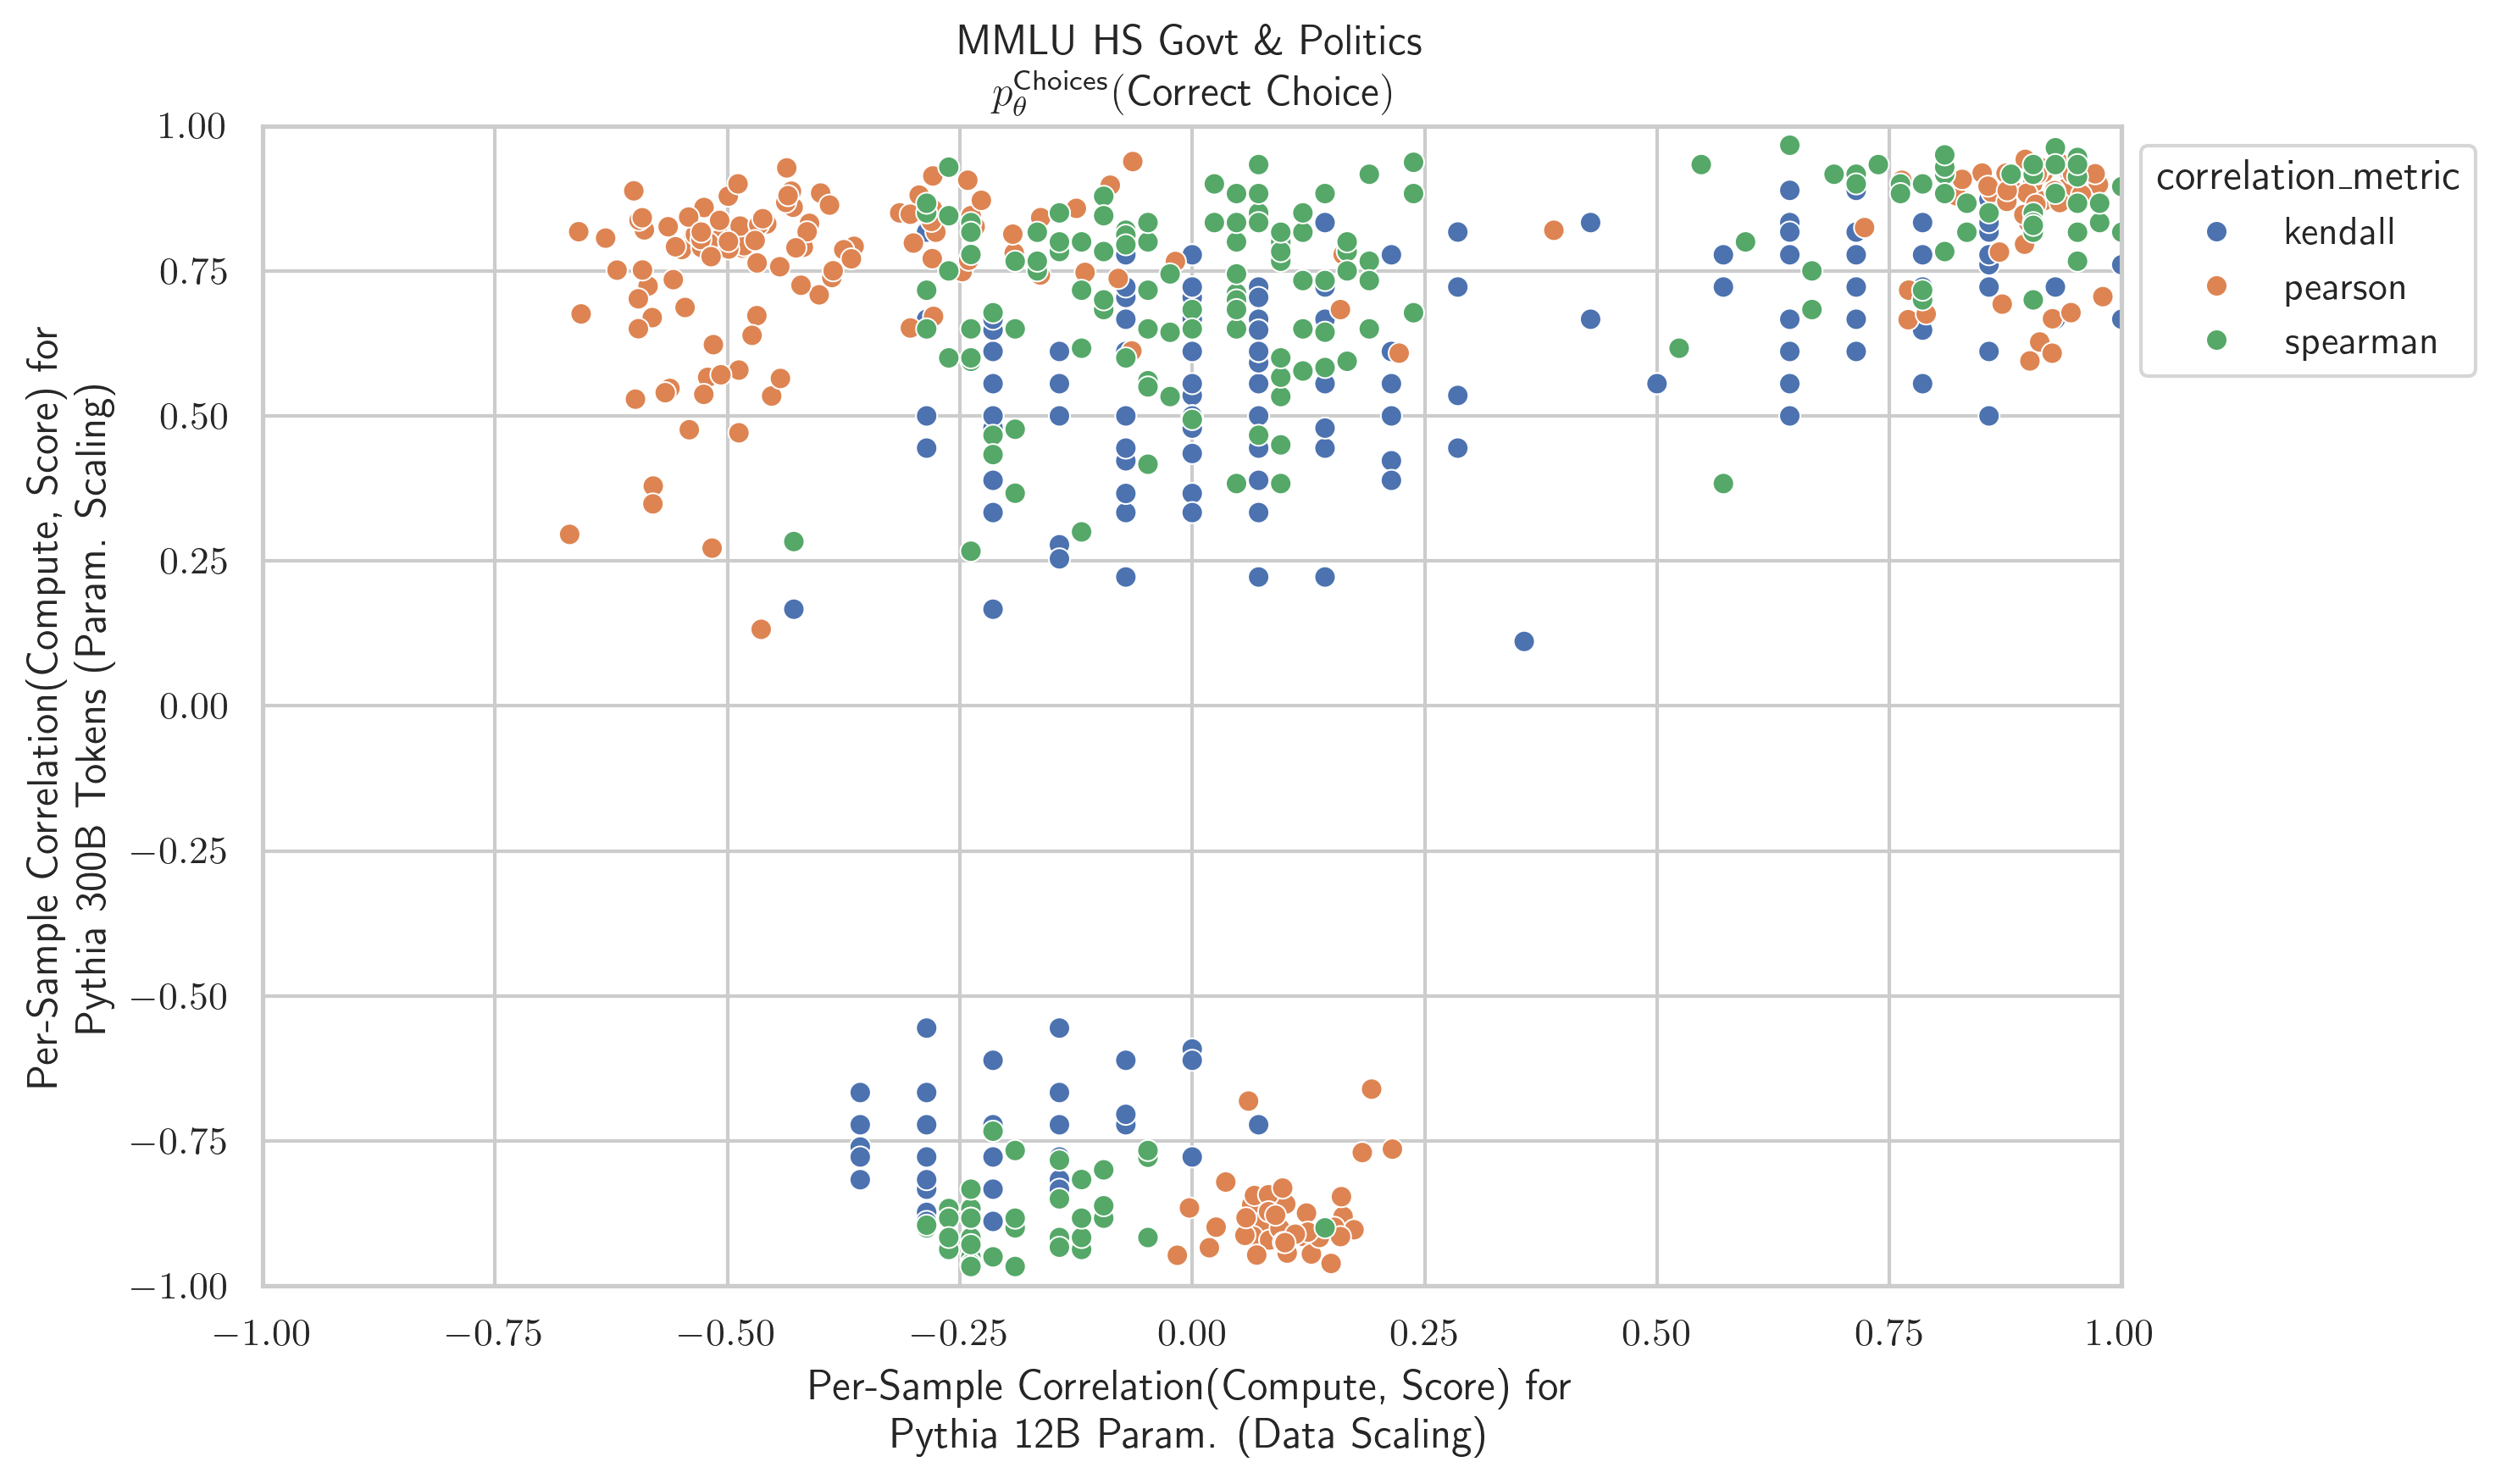 MMLU HS Govt & Politics
p_θ^Choices(Correct Choice)
Per-Sample Correlation(Compute, Score) for
Pythia 300B Tokens (Param. Scaling)
1.00
0.75
0.50
0.25
0.00
−0.25
−0.50
−0.75
−1.00
−1.00 −0.75 −0.50 −0.25 0.00 0.25 0.50 0.75 1.00
Per-Sample Correlation(Compute, Score) for
Pythia 12B Param. (Data Scaling)
correlation_metric
kendall
pearson
spearman